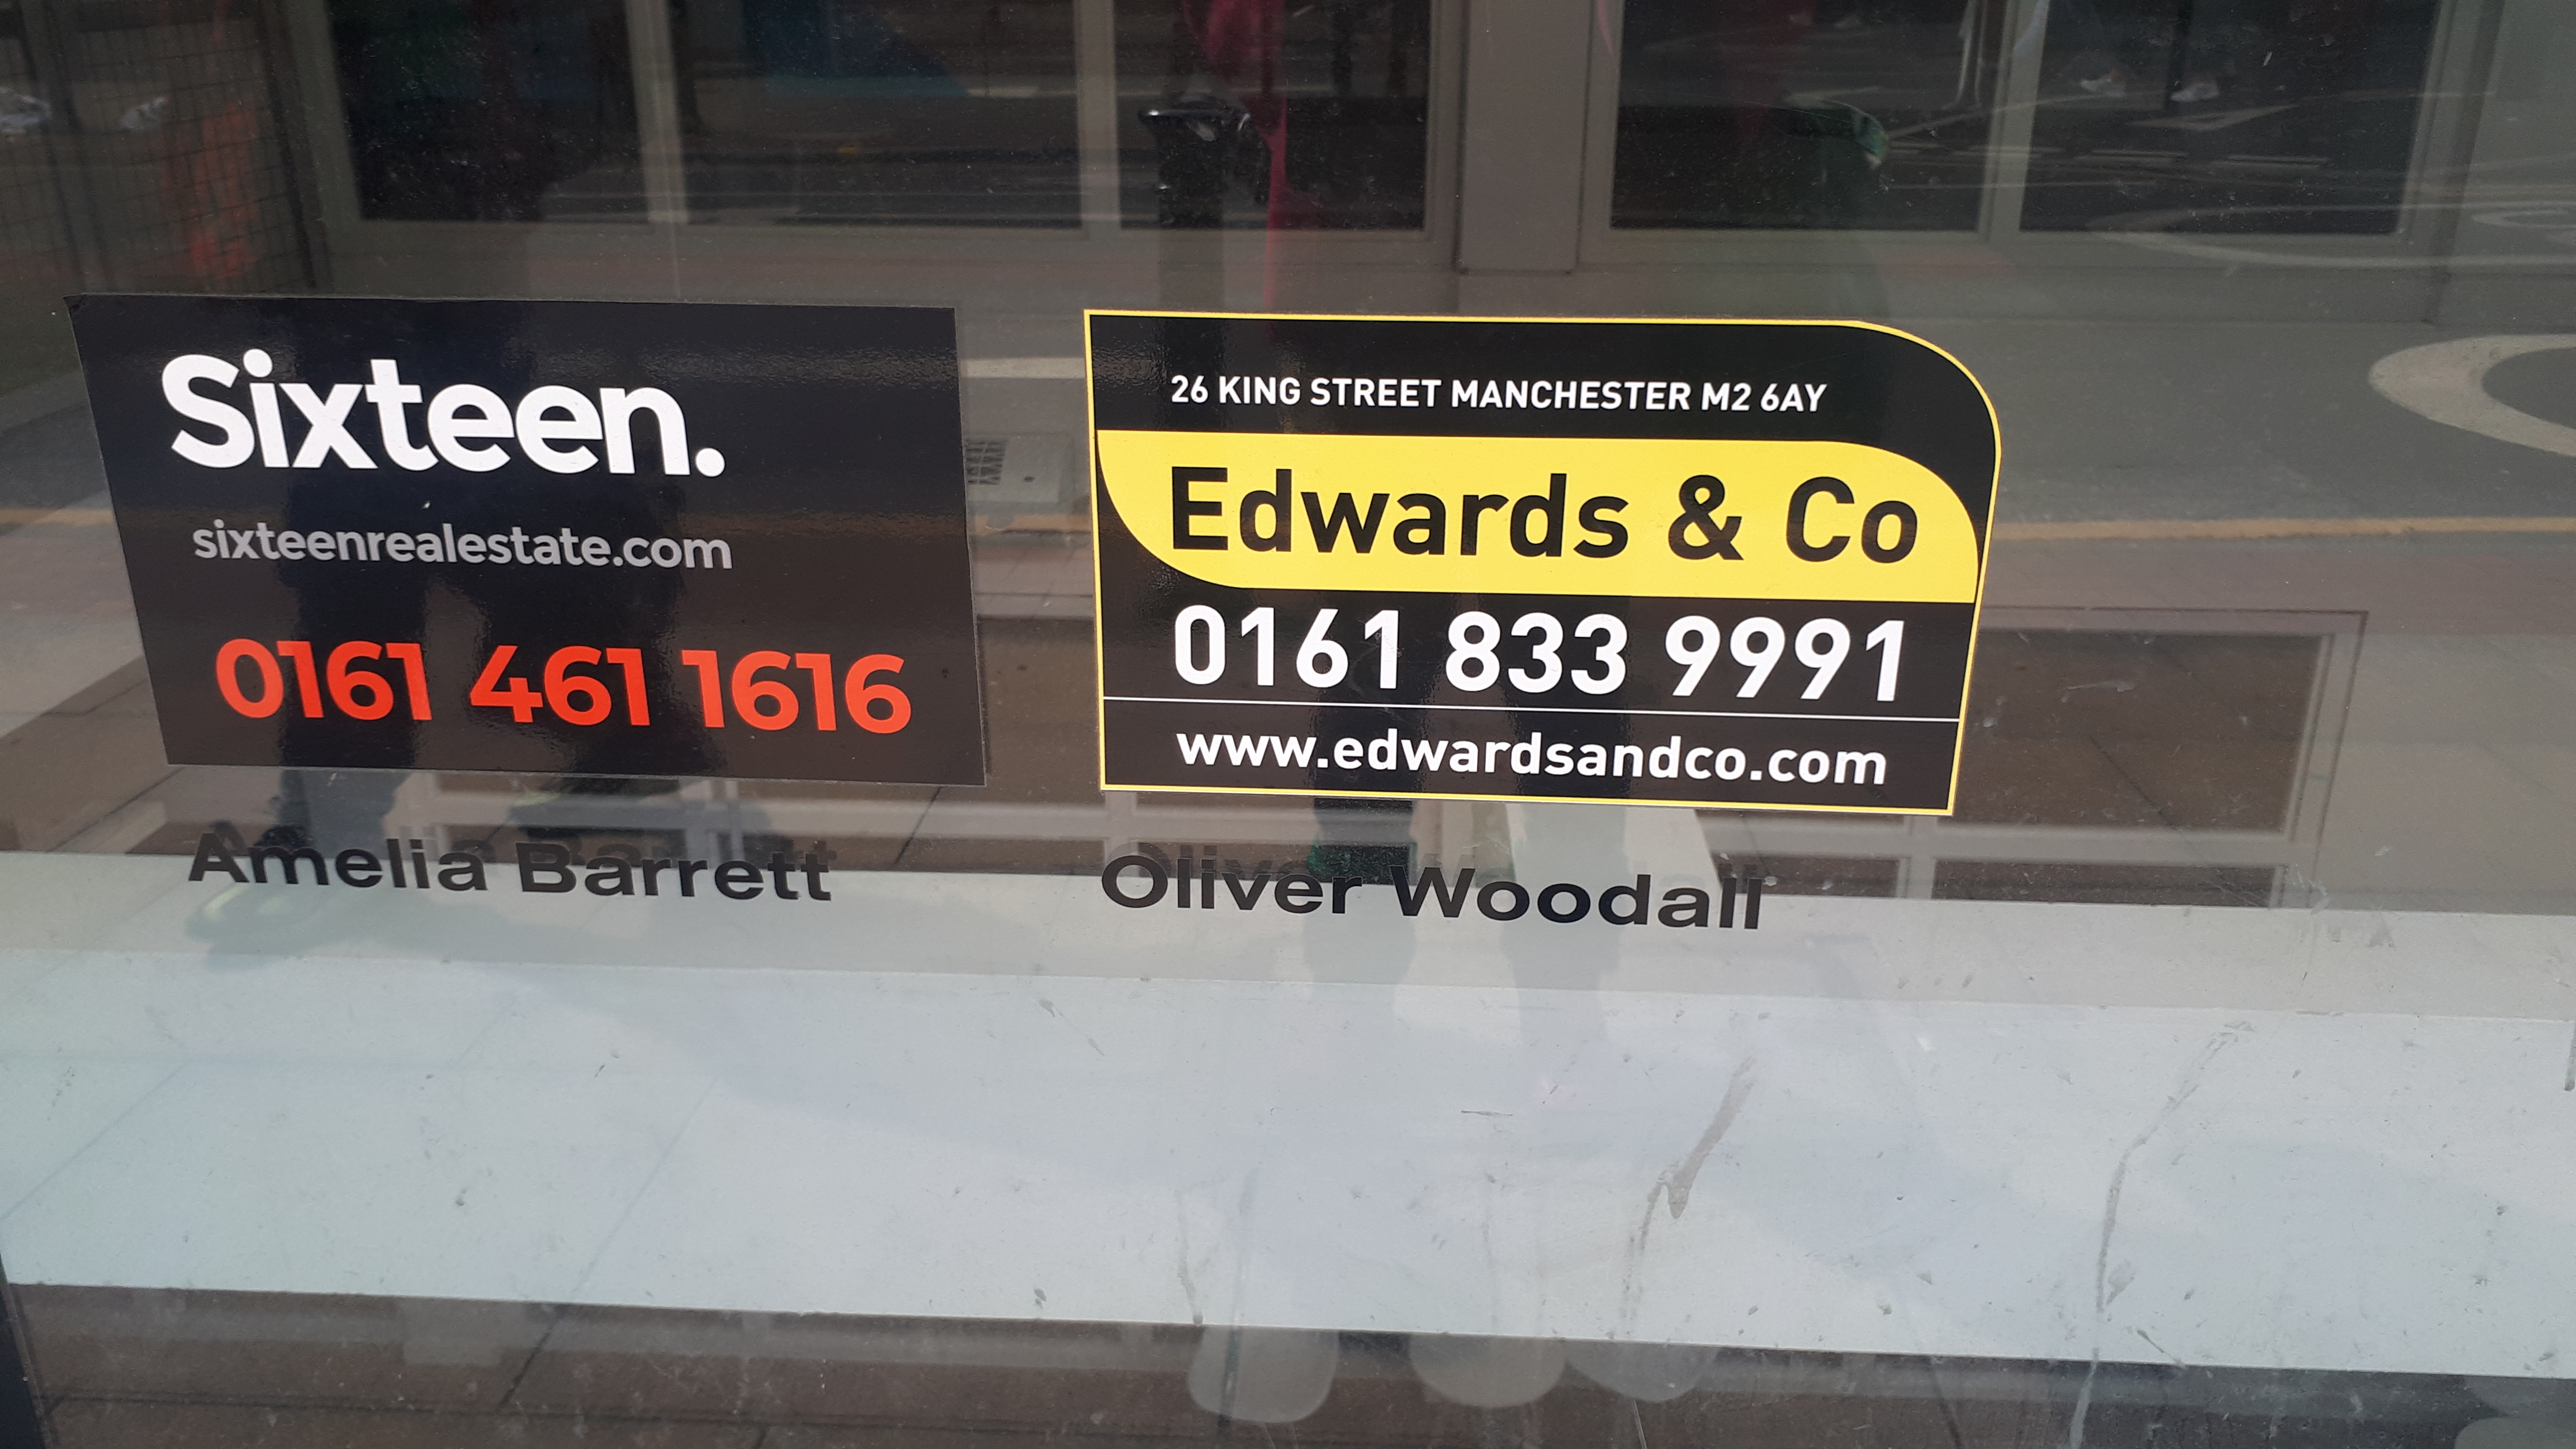 Sixteen.
sixteenrealestate.com
0161 461 1616
Amelia Barrett
26 KING STREET MANCHESTER M2 6AY
Edwards & Co
0161 833 9991
www.edwardsandco.com
Oliver Woodall